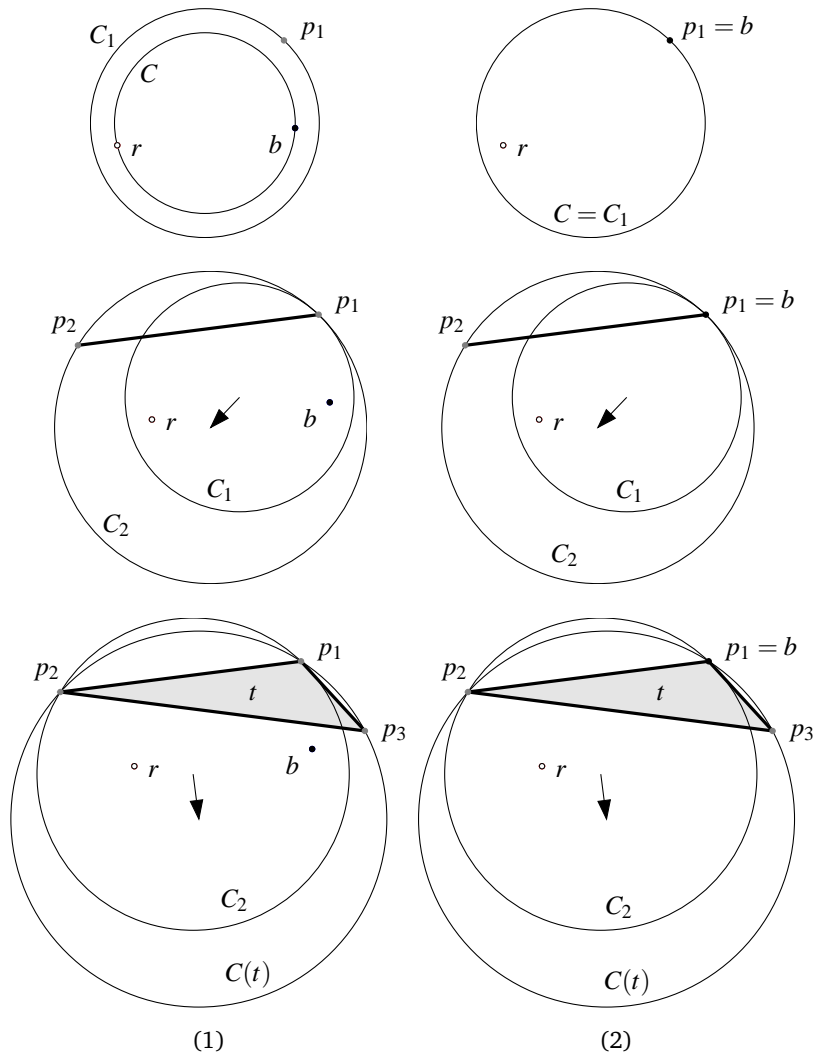 C₁
p₁
C
b
r
p₁ = b
r
C = C₁
p₂
p₁
r
b
C₁
C₂
p₂
p₁ = b
r
C₁
C₂
p₂
p₁
t
p₃
r
b
C₂
C(t)
p₂
p₁ = b
t
p₃
r
C₂
C(t)
(1)
(2)